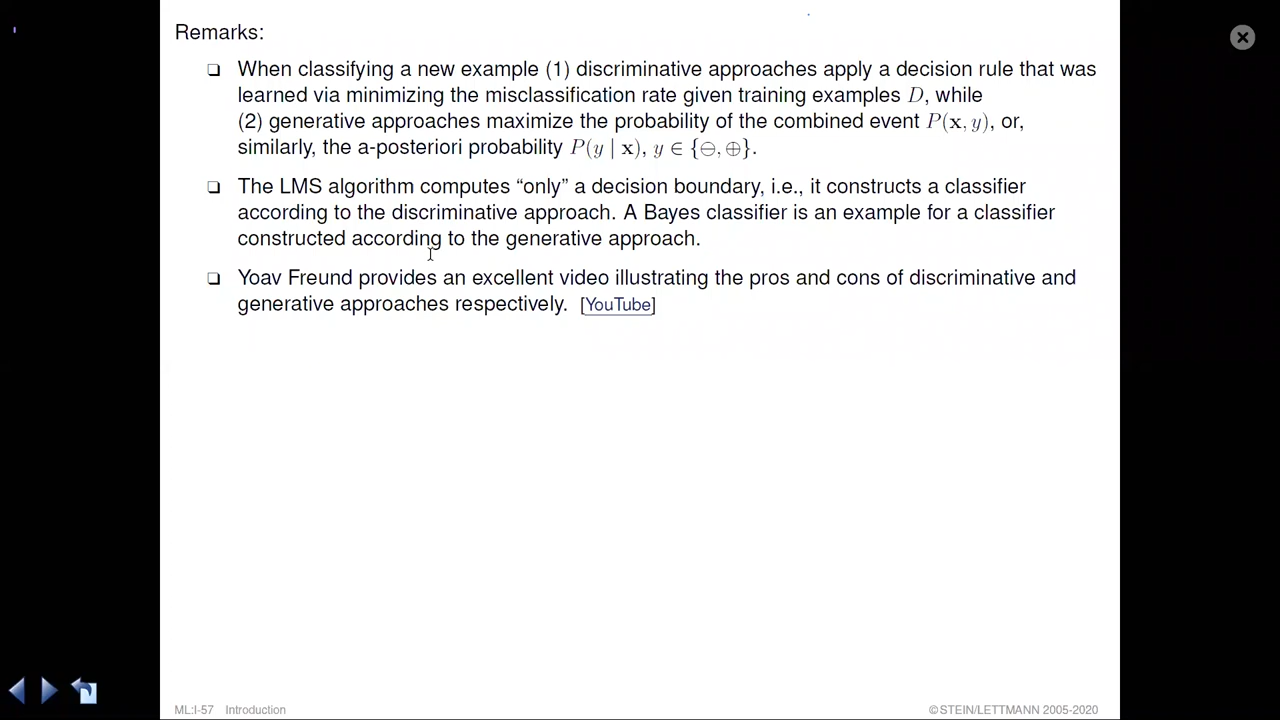 Remarks:
❏ When classifying a new example (1) discriminative approaches apply a decision rule that was
learned via minimizing the misclassification rate given training examples D, while
(2) generative approaches maximize the probability of the combined event P(x, y), or,
similarly, the a-posteriori probability P(y | x), y ∈ {⊖, ⊕}.
❏ The LMS algorithm computes “only” a decision boundary, i.e., it constructs a classifier
according to the discriminative approach. A Bayes classifier is an example for a classifier
constructed according to the generative approach.
❏ Yoav Freund provides an excellent video illustrating the pros and cons of discriminative and
generative approaches respectively. [YouTube]
ML:I-57 Introduction ©STEIN/LETTMANN 2005-2020